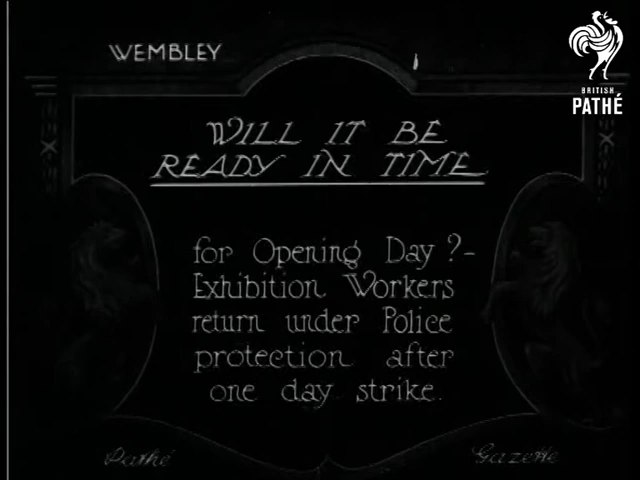 WEMBLEY
BRITISH
PATHÉ
WILL IT BE
READY IN TIME
for Opening Day ?-
Exhibition Workers
return under Police
protection after
one day strike.
Pathé Gazette